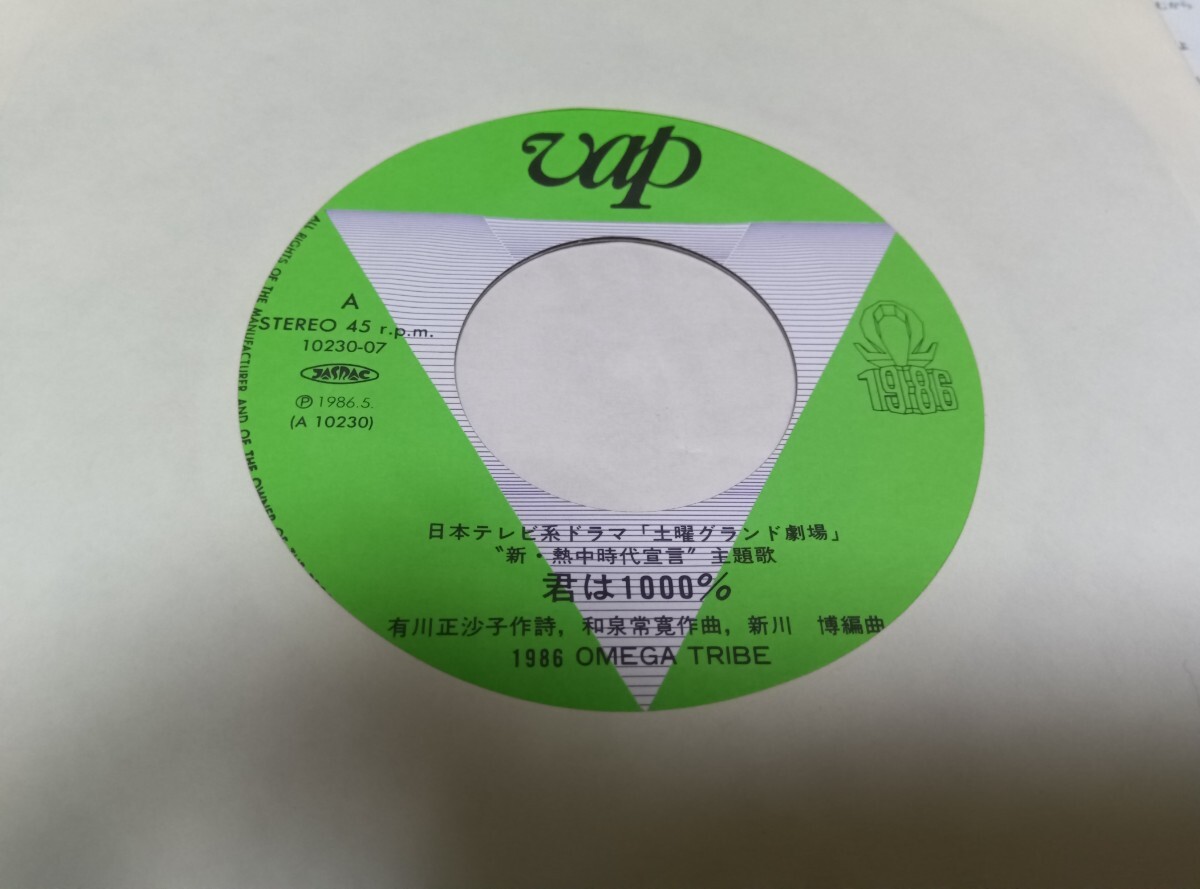 vap
A
STEREO 45 r.p.m.
10230-07
JASRAC
Ⓟ 1986.5.
(A 10230)
ALL RIGHTS OF THE MANUFACTURER AND OF THE OWNER OF
1986
日本テレビ系ドラマ「土曜グランド劇場」
“新・熱中時代宣言” 主題歌
君は1000%
有川正沙子作詩, 和泉常寛作曲, 新川 博編曲
1986 OMEGA TRIBE